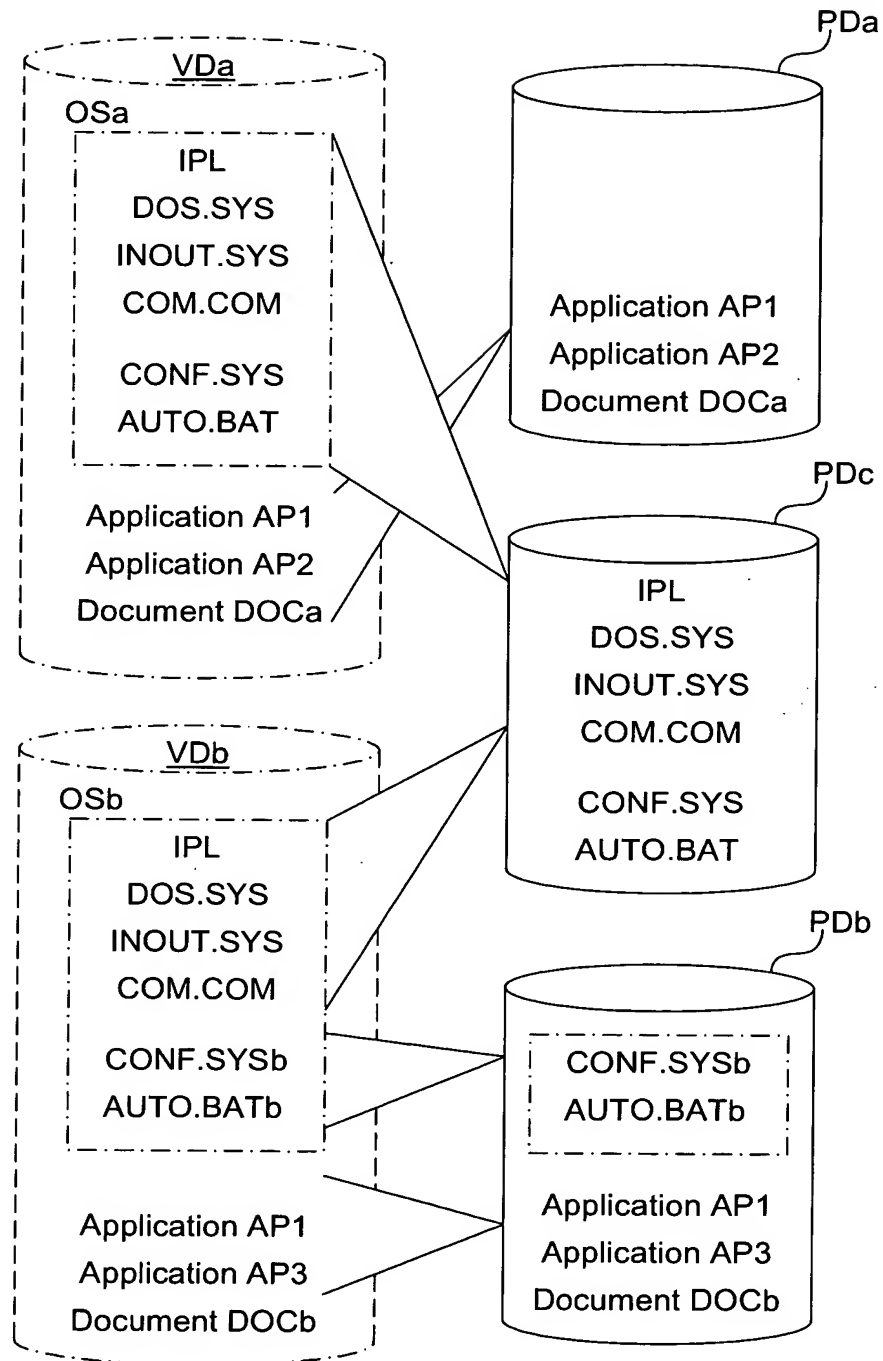 VDa
OSa
IPL
DOS.SYS
INOUT.SYS
COM.COM
CONF.SYS
AUTO.BAT
Application AP1
Application AP2
Document DOCa
PDa
Application AP1
Application AP2
Document DOCa
PDc
IPL
DOS.SYS
INOUT.SYS
COM.COM
CONF.SYS
AUTO.BAT
VDb
OSb
IPL
DOS.SYS
INOUT.SYS
COM.COM
CONF.SYSb
AUTO.BATb
Application AP1
Application AP3
Document DOCb
PDb
CONF.SYSb
AUTO.BATb
Application AP1
Application AP3
Document DOCb